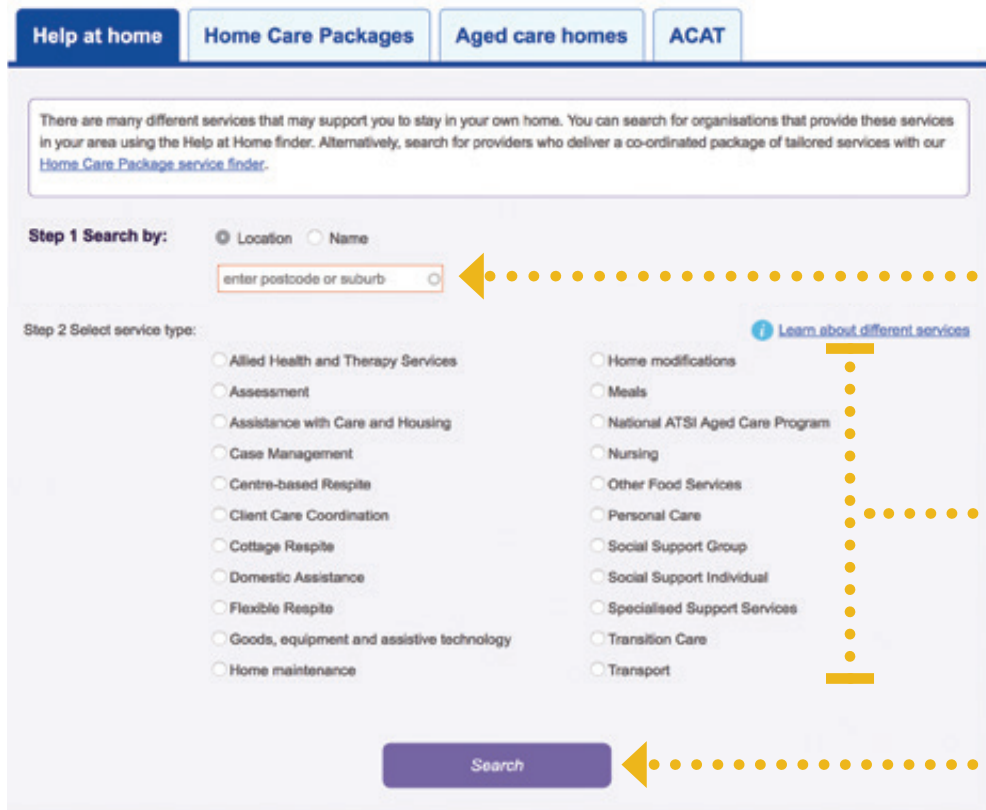 Help at home Home Care Packages Aged care homes ACAT
There are many different services that may support you to stay in your own home. You can search for organisations that provide these services
in your area using the Help at Home finder. Alternatively, search for providers who deliver a co-ordinated package of tailored services with our
Home Care Package service finder.
Step 1 Search by: Location Name
enter postcode or suburb
Step 2 Select service type: i Learn about different services
Allied Health and Therapy Services Home modifications
Assessment Meals
Assistance with Care and Housing National ATSI Aged Care Program
Case Management Nursing
Centre-based Respite Other Food Services
Client Care Coordination Personal Care
Cottage Respite Social Support Group
Domestic Assistance Social Support Individual
Flexible Respite Specialised Support Services
Goods, equipment and assistive technology Transition Care
Home maintenance Transport
Search